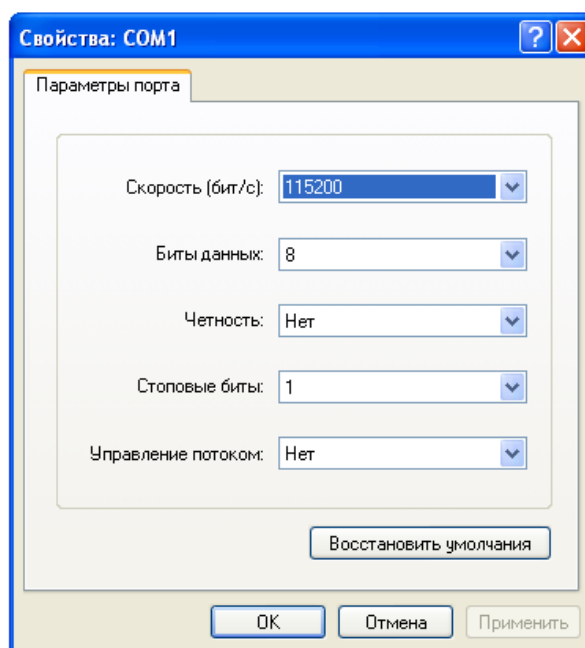 Свойства: COM1
Параметры порта
Скорость (бит/с): 115200
Биты данных: 8
Четность: Нет
Стоповые биты: 1
Управление потоком: Нет
Восстановить умолчания
OK Отмена Применить